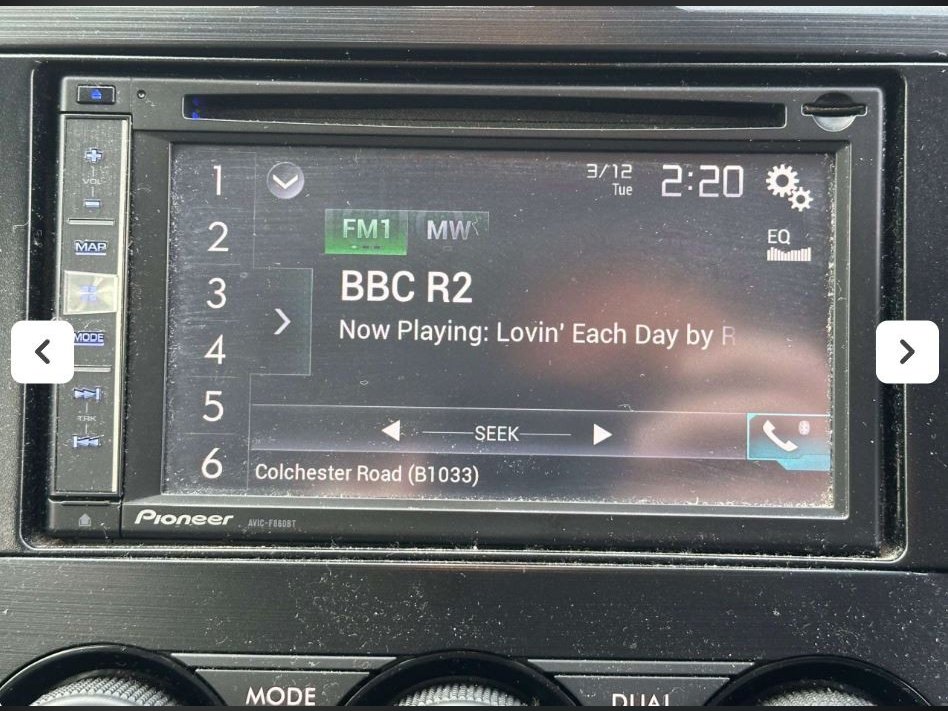 VOL
MAP
MODE
TRK
1
2
3
4
5
6
3/12
Tue
2:20
FM1
MW
EQ
BBC R2
Now Playing: Lovin' Each Day by R
SEEK
Colchester Road (B1033)
Pioneer AVIC-F860BT
MODE
DUAL